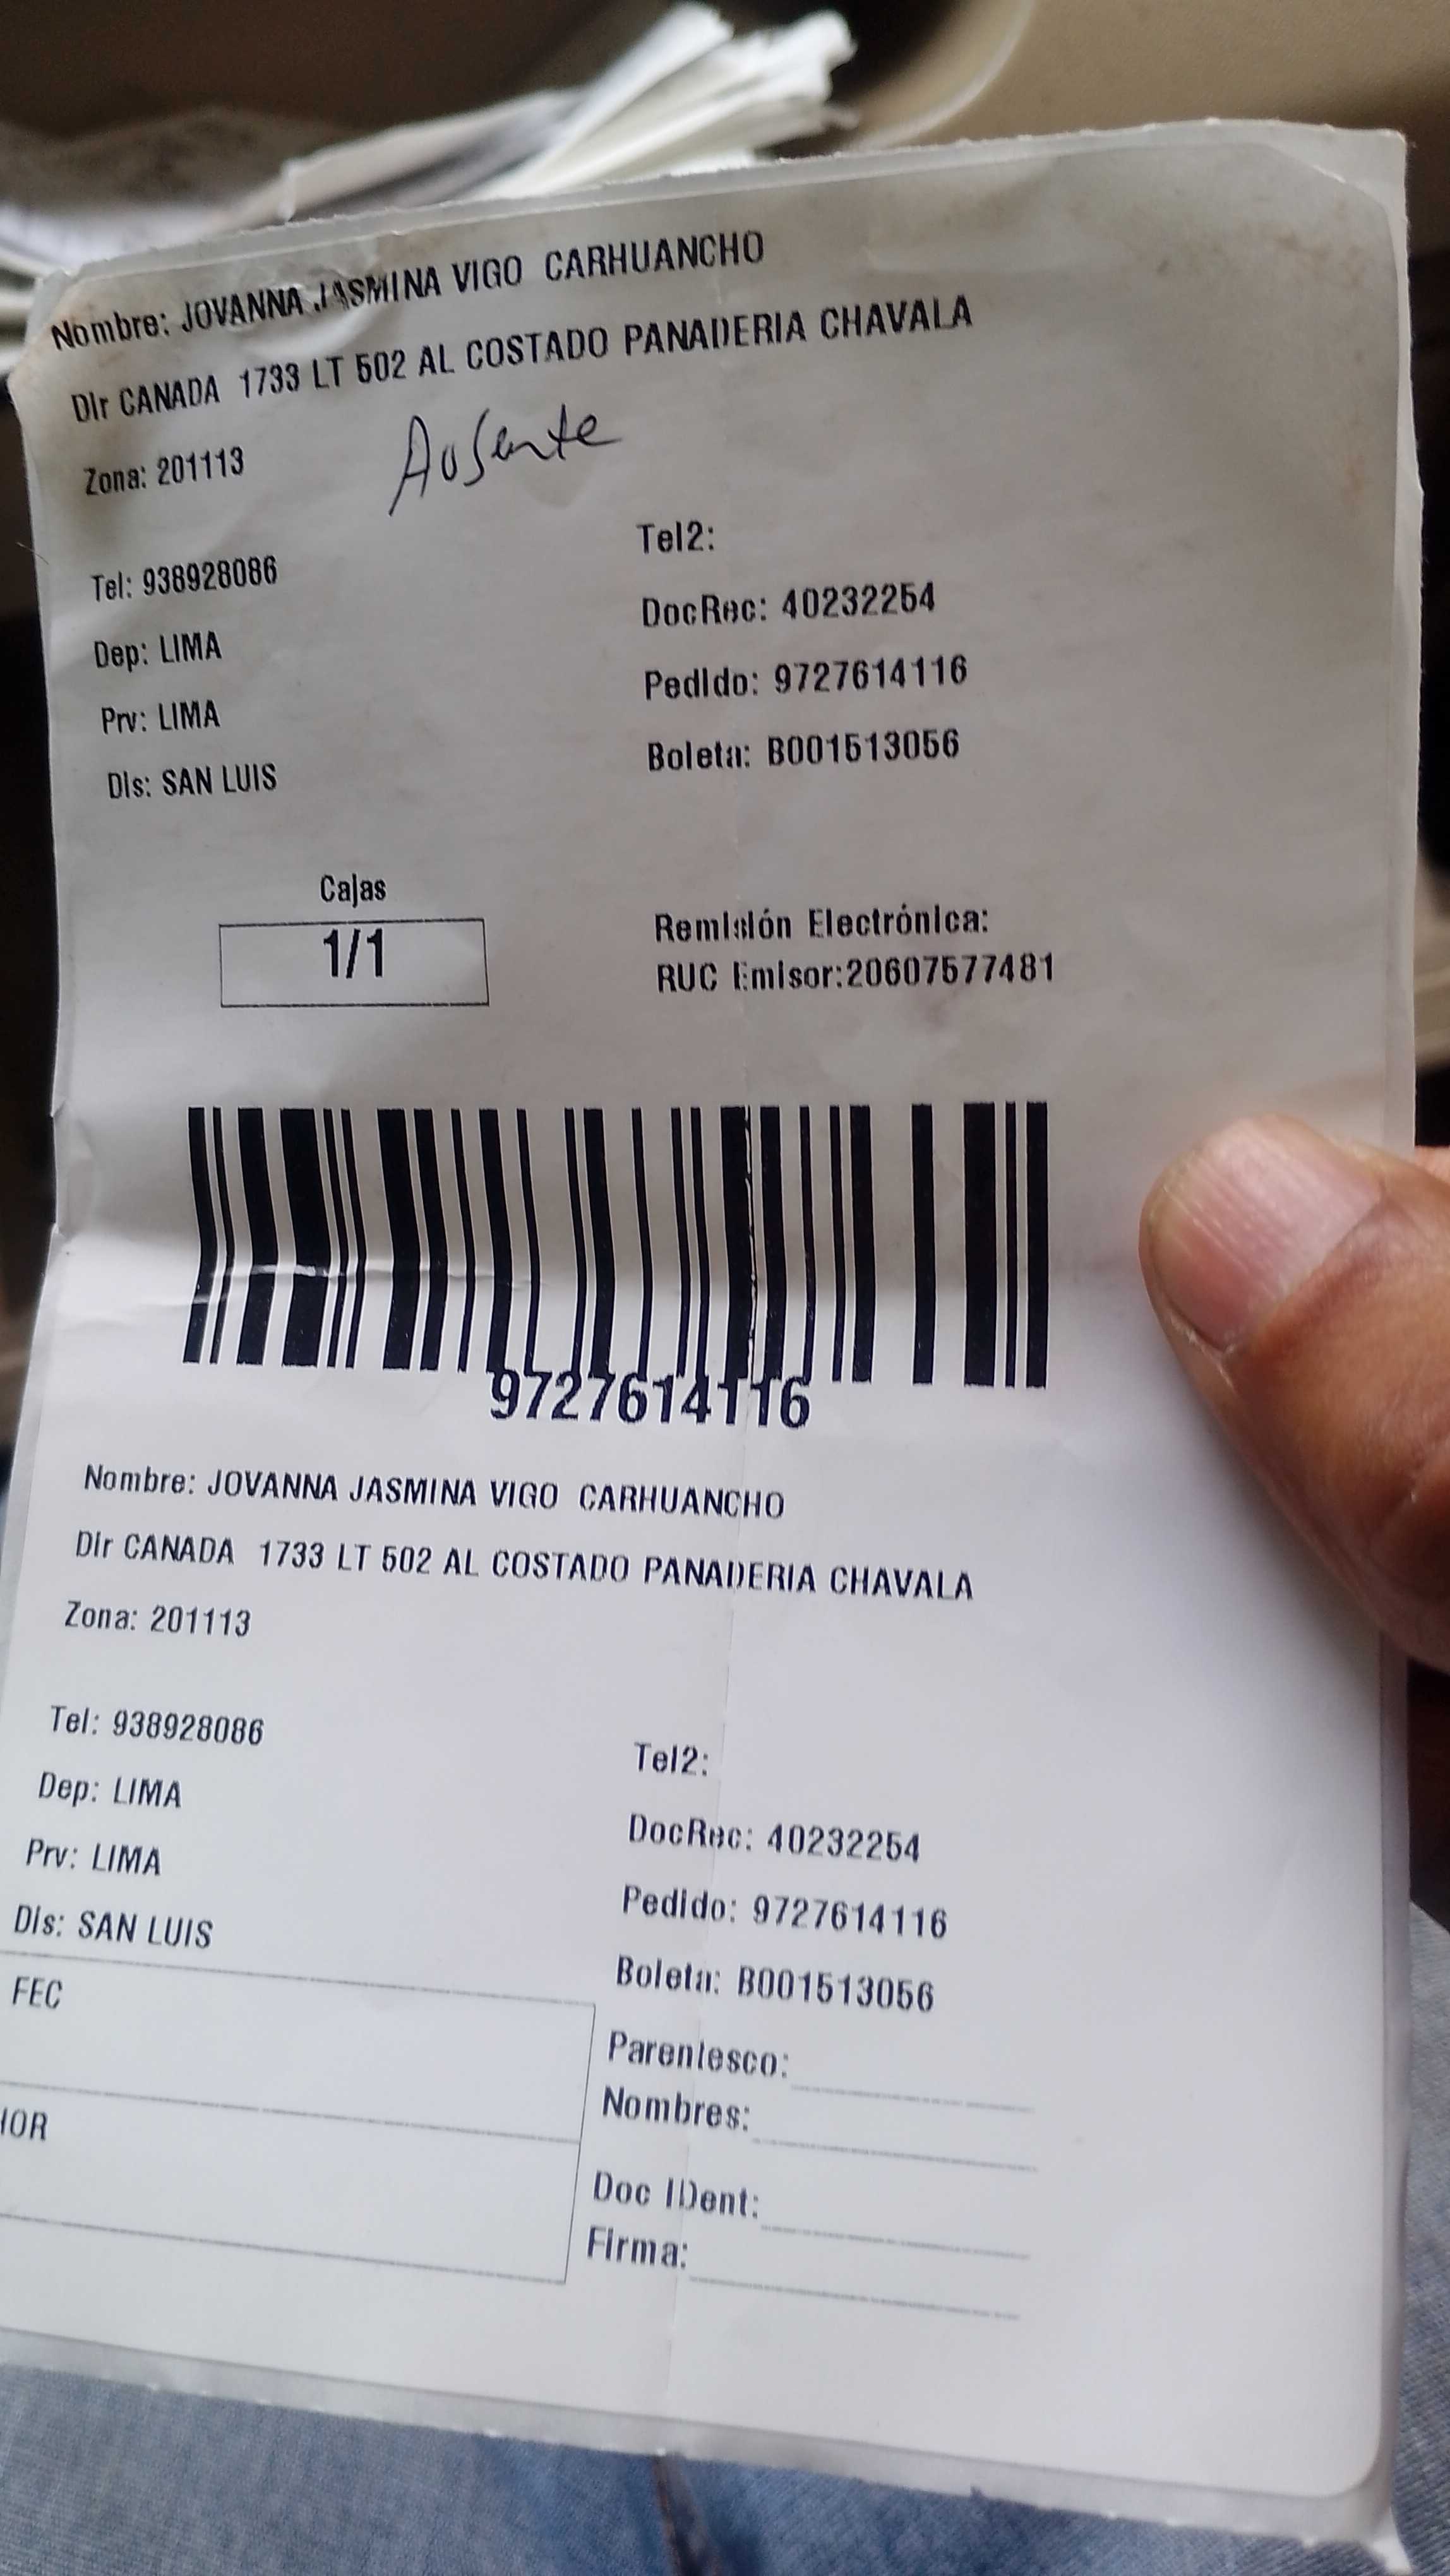 Nombre: JOVANNA JASMINA VIGO CARHUANCHO
Dir CANADA 1733 LT 502 AL COSTADO PANADERIA CHAVALA
Zona: 201113
Ausente
Tel2:
Tel: 938928086
DocRec: 40232254
Dep: LIMA
Pedido: 9727614116
Prv: LIMA
Boleta: B001513056
Dis: SAN LUIS
Cajas
1/1
Remisión Electrónica:
RUC Emisor:20607577481
9727614116
Nombre: JOVANNA JASMINA VIGO CARHUANCHO
Dir CANADA 1733 LT 502 AL COSTADO PANADERIA CHAVALA
Zona: 201113
Tel: 938928086
Tel2:
Dep: LIMA
DocRec: 40232254
Prv: LIMA
Pedido: 9727614116
Dis: SAN LUIS
Boleta: B001513056
FEC
Parentesco:
Nombres:
HOR
Doc IDent:
Firma: